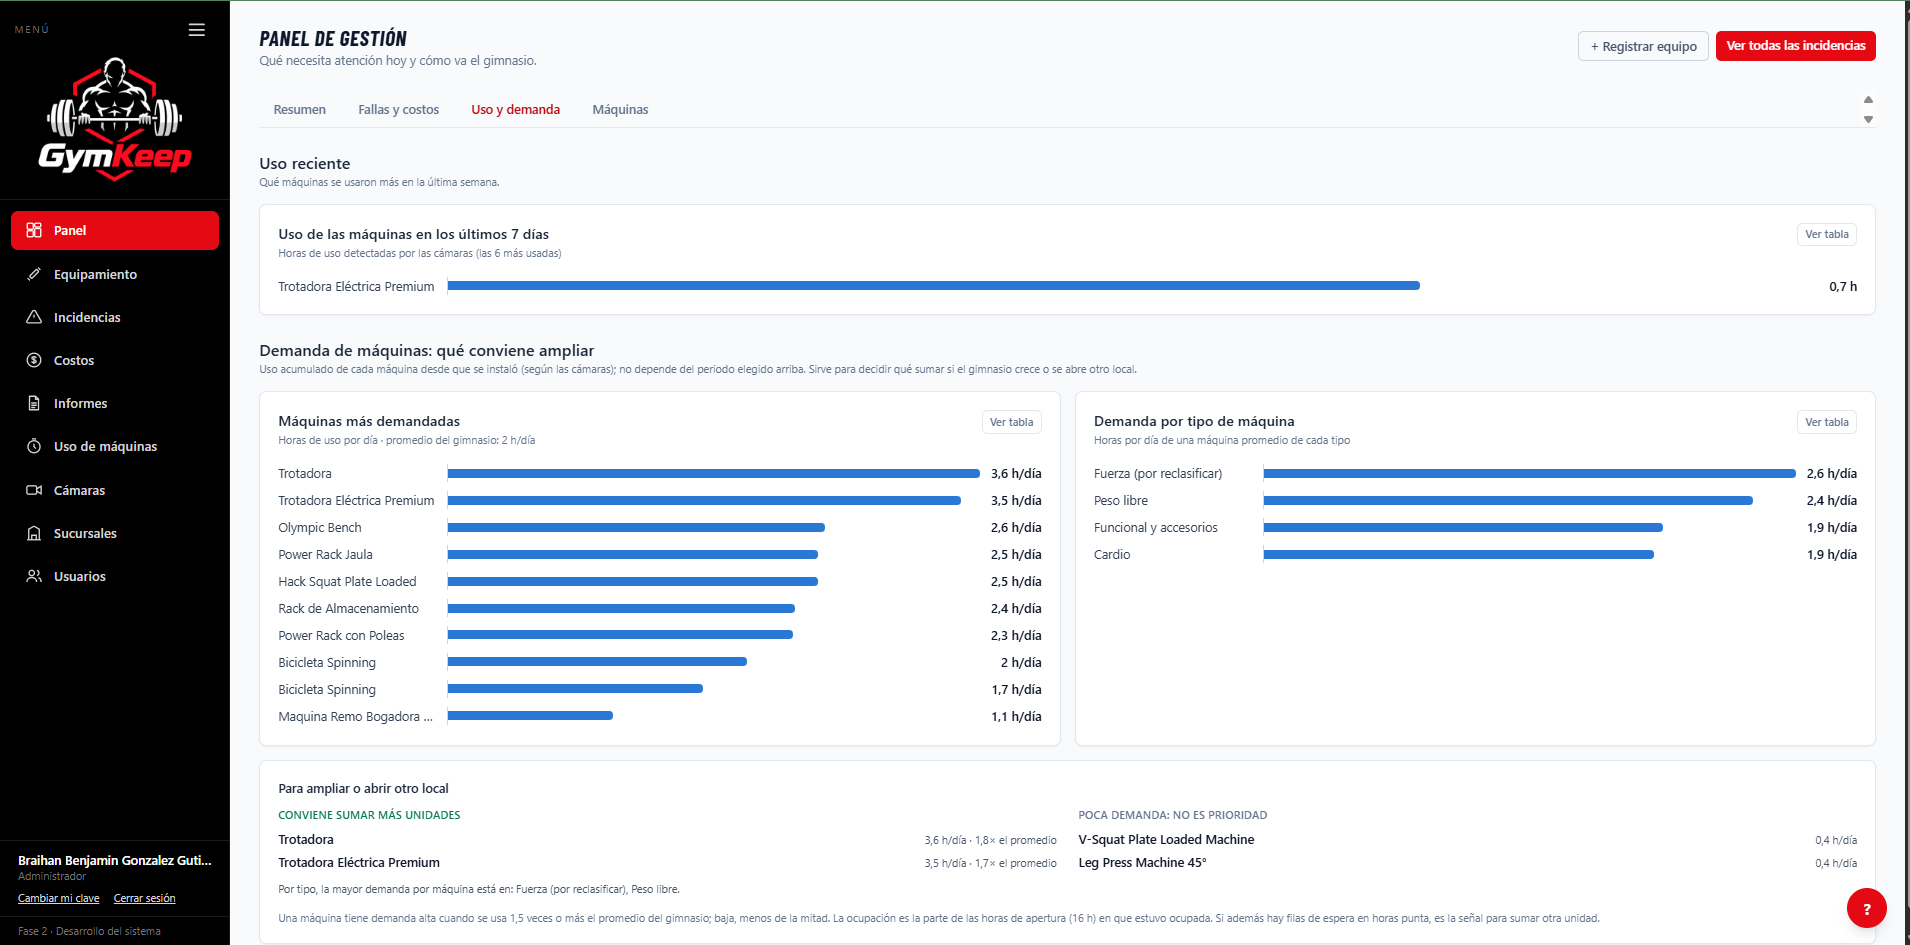 MENÚ
GymKeep
Panel
Equipamiento
Incidencias
Costos
Informes
Uso de máquinas
Cámaras
Sucursales
Usuarios
Braihan Benjamin Gonzalez Guti...
Administrador
Cambiar mi clave Cerrar sesión
Fase 2 · Desarrollo del sistema
PANEL DE GESTIÓN
Qué necesita atención hoy y cómo va el gimnasio.
+ Registrar equipo
Ver todas las incidencias
Resumen Fallas y costos Uso y demanda Máquinas
Uso reciente
Qué máquinas se usaron más en la última semana.
Uso de las máquinas en los últimos 7 días
Ver tabla
Horas de uso detectadas por las cámaras (las 6 más usadas)
Trotadora Eléctrica Premium 0,7 h
Demanda de máquinas: qué conviene ampliar
Uso acumulado de cada máquina desde que se instaló (según las cámaras); no depende del periodo elegido arriba. Sirve para decidir qué sumar si el gimnasio crece o se abre otro local.
Máquinas más demandadas
Ver tabla
Horas de uso por día · promedio del gimnasio: 2 h/día
Trotadora 3,6 h/día
Trotadora Eléctrica Premium 3,5 h/día
Olympic Bench 2,6 h/día
Power Rack Jaula 2,5 h/día
Hack Squat Plate Loaded 2,5 h/día
Rack de Almacenamiento 2,4 h/día
Power Rack con Poleas 2,3 h/día
Bicicleta Spinning 2 h/día
Bicicleta Spinning 1,7 h/día
Maquina Remo Bogadora ... 1,1 h/día
Demanda por tipo de máquina
Ver tabla
Horas por día de una máquina promedio de cada tipo
Fuerza (por reclasificar) 2,6 h/día
Peso libre 2,4 h/día
Funcional y accesorios 1,9 h/día
Cardio 1,9 h/día
Para ampliar o abrir otro local
CONVIENE SUMAR MÁS UNIDADES
Trotadora 3,6 h/día · 1,8× el promedio
Trotadora Eléctrica Premium 3,5 h/día · 1,7× el promedio
POCA DEMANDA: NO ES PRIORIDAD
V-Squat Plate Loaded Machine 0,4 h/día
Leg Press Machine 45° 0,4 h/día
Por tipo, la mayor demanda por máquina está en: Fuerza (por reclasificar), Peso libre.
Una máquina tiene demanda alta cuando se usa 1,5 veces o más el promedio del gimnasio; baja, menos de la mitad. La ocupación es la parte de las horas de apertura (16 h) en que estuvo ocupada. Si además hay filas de espera en horas punta, es la señal para sumar otra unidad.
?